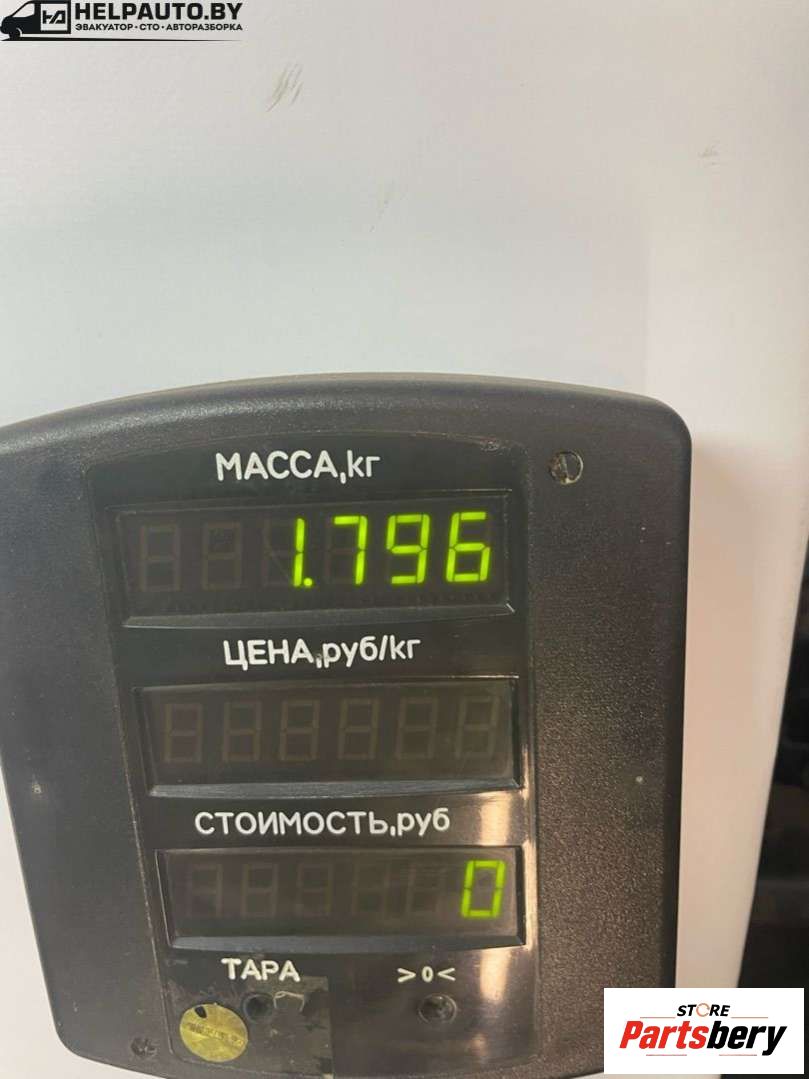 HELPAUTO.BY
ЭВАКУАТОР•СТО•АВТОРАЗБОРКА
МАССА,кг
1.796
ЦЕНА,руб/кг
СТОИМОСТЬ,руб
0
ТАРА >0<
STORE
Partsbery